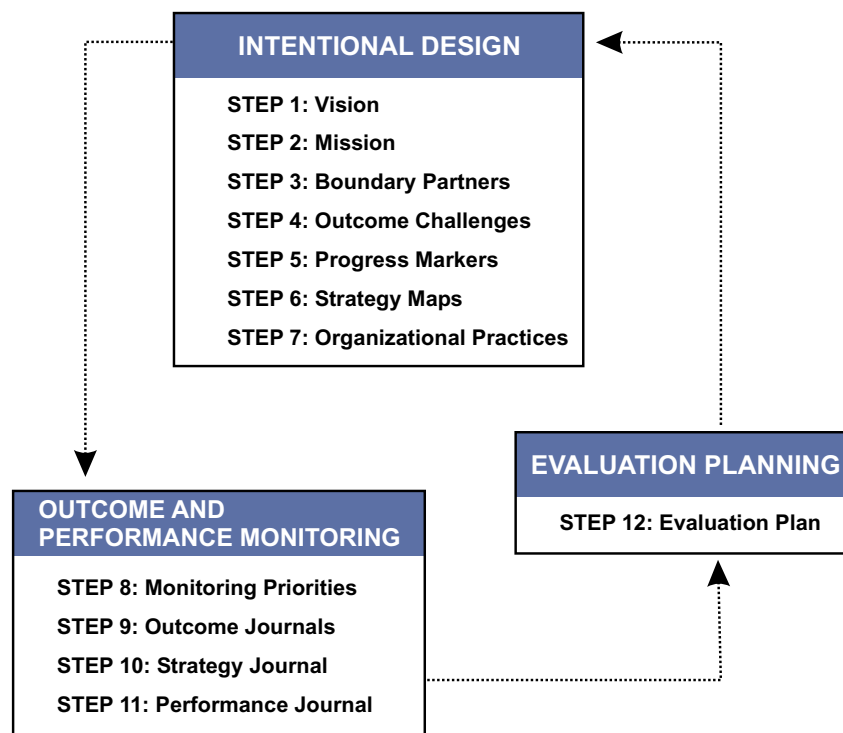 INTENTIONAL DESIGN
STEP 1: Vision
STEP 2: Mission
STEP 3: Boundary Partners
STEP 4: Outcome Challenges
STEP 5: Progress Markers
STEP 6: Strategy Maps
STEP 7: Organizational Practices
OUTCOME AND
PERFORMANCE MONITORING
STEP 8: Monitoring Priorities
STEP 9: Outcome Journals
STEP 10: Strategy Journal
STEP 11: Performance Journal
EVALUATION PLANNING
STEP 12: Evaluation Plan